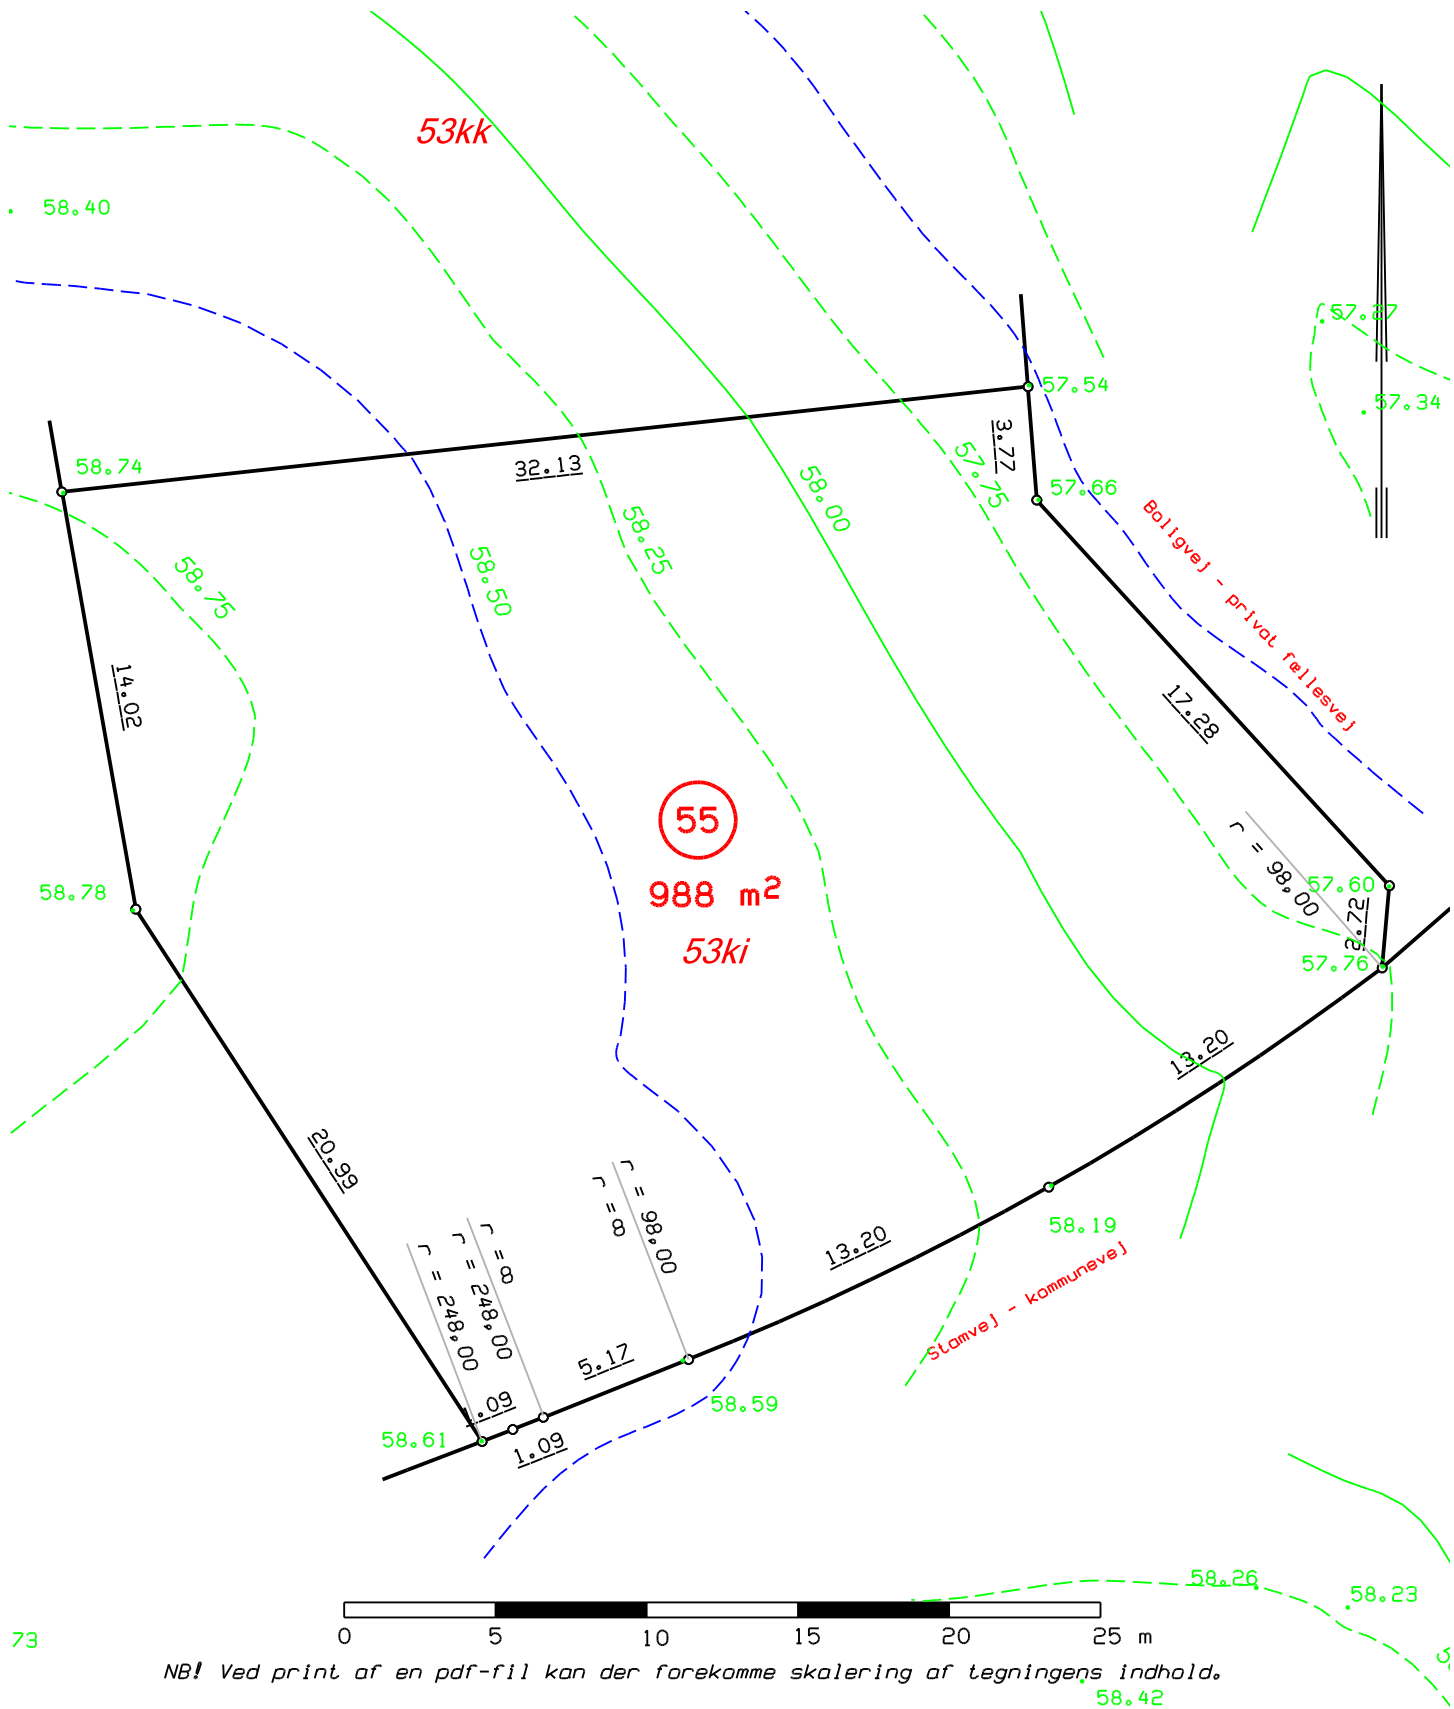 53kk
58.40
57.27
57.34
57.54
58.74
32.13
3.77
57.75
57.66
58.00
58.25
58.50
58.75
Boligvej - privat fællesvej
14.02
17.28
55
988 m²
53ki
58.78
r = 98,00
57.60
2.72
57.76
13.20
20.99
58.19
Stamvej - kommunevej
13.20
r = 98,00
r = ∞
r = ∞
r = 248,00
r = 248,00
5.17
58.59
1.09
1.09
58.61
58.26
58.23
73
0 5 10 15 20 25 m
NB! Ved print af en pdf-fil kan der forekomme skalering af tegningens indhold.
58.42